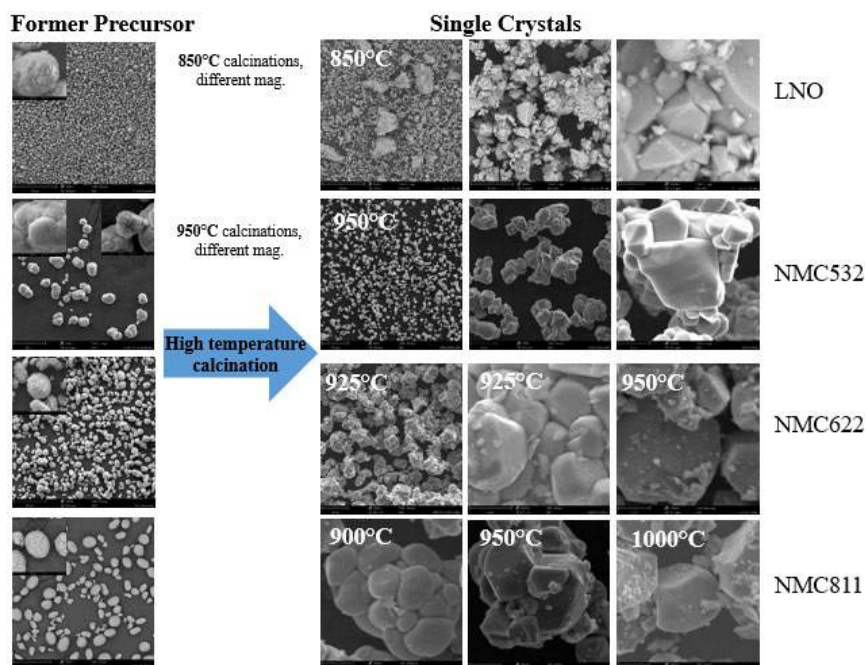 Former Precursor
Single Crystals
850°C calcinations,
different mag.
850°C
LNO
950°C calcinations,
different mag.
950°C
NMC532
High temperature
calcination
925°C
925°C
950°C
NMC622
900°C
950°C
1000°C
NMC811